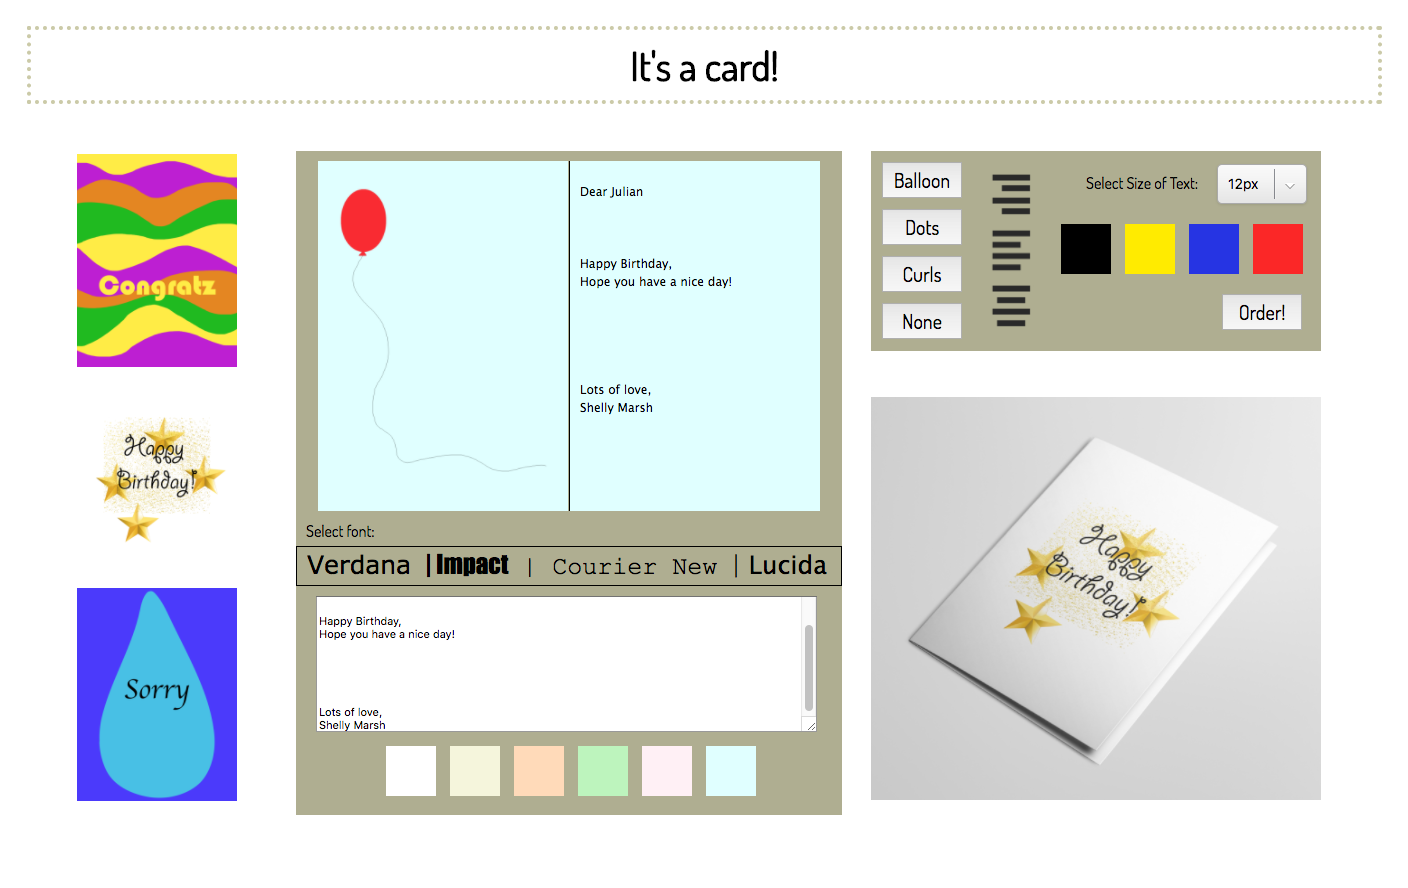 It's a card!
Congratz
Happy
Birthday!
Sorry
Dear Julian
Happy Birthday,
Hope you have a nice day!
Lots of love,
Shelly Marsh
Select font:
Verdana | Impact | Courier New | Lucida
Happy Birthday,
Hope you have a nice day!
Lots of love,
Shelly Marsh
Balloon
Dots
Curls
None
Select Size of Text: 12px
Order!
Happy
Birthday!